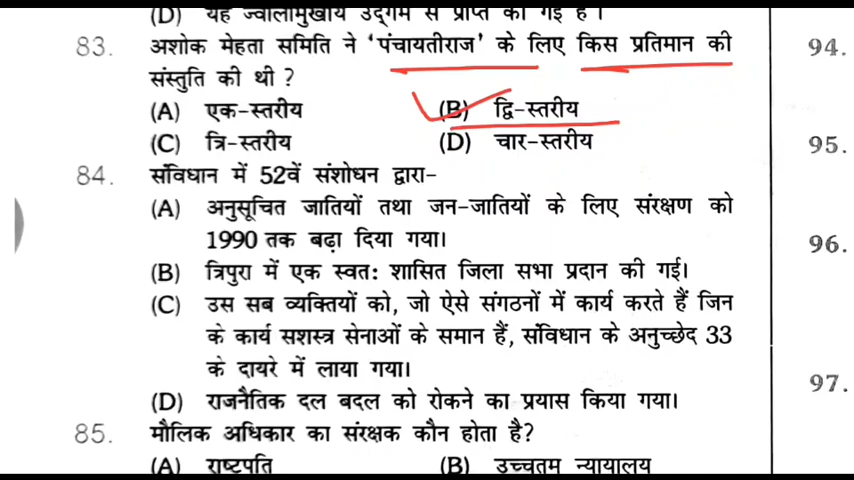 (D) यह ज्वालामुखीय उद्गम से प्राप्त की गई है।
83. अशोक मेहता समिति ने 'पंचायतीराज' के लिए किस प्रतिमान की
संस्तुति की थी ?
(A) एक-स्तरीय (B) द्वि-स्तरीय
(C) त्रि-स्तरीय (D) चार-स्तरीय
84. संविधान में 52वें संशोधन द्वारा-
(A) अनुसूचित जातियों तथा जन-जातियों के लिए संरक्षण को
1990 तक बढ़ा दिया गया।
(B) त्रिपुरा में एक स्वत: शासित जिला सभा प्रदान की गई।
(C) उस सब व्यक्तियों को, जो ऐसे संगठनों में कार्य करते हैं जिन
के कार्य सशस्त्र सेनाओं के समान हैं, संविधान के अनुच्छेद 33
के दायरे में लाया गया।
(D) राजनैतिक दल बदल को रोकने का प्रयास किया गया।
85. मौलिक अधिकार का संरक्षक कौन होता है?
(A) राष्टपति (B) उच्चतम न्यायालय
94.
95.
96.
97.